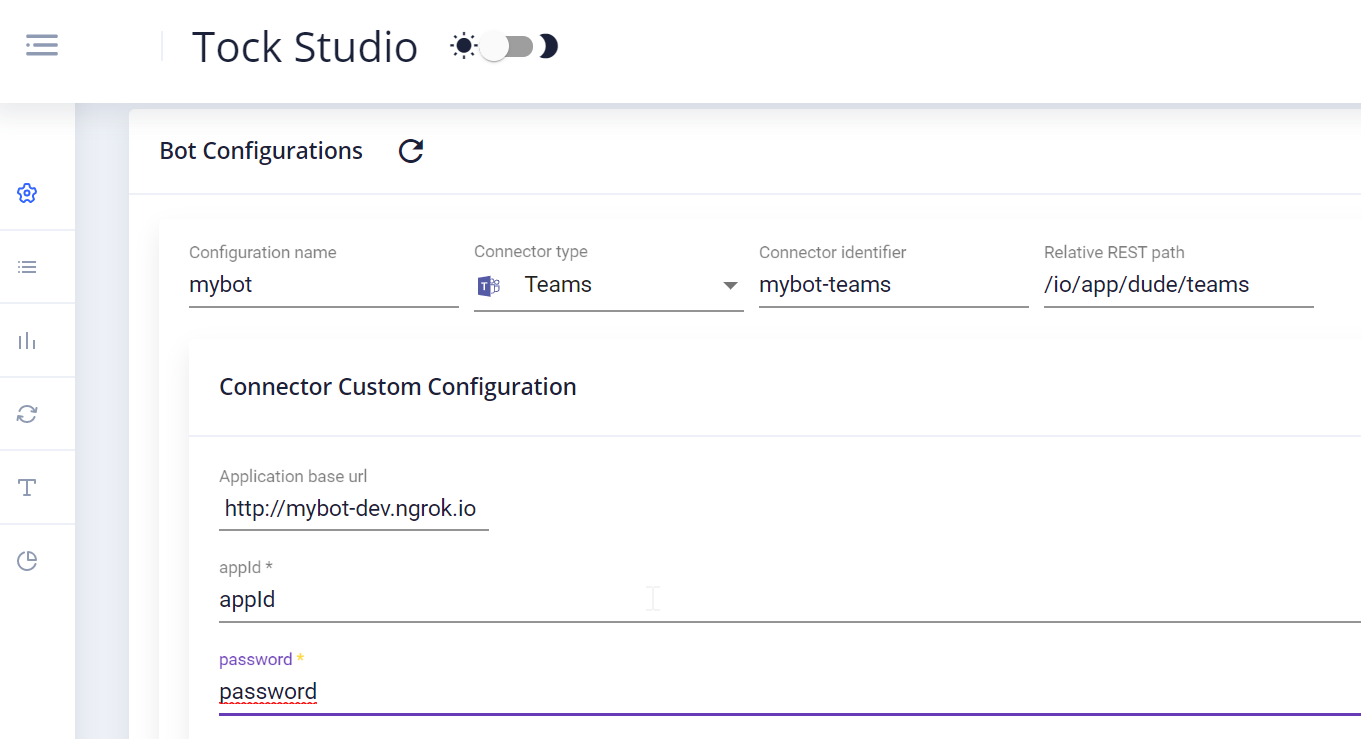 Tock Studio
Bot Configurations
Configuration name
Connector type
Connector identifier
Relative REST path
mybot
Teams
mybot-teams
/io/app/dude/teams
Connector Custom Configuration
Application base url
http://mybot-dev.ngrok.io
appId *
appId
password *
password